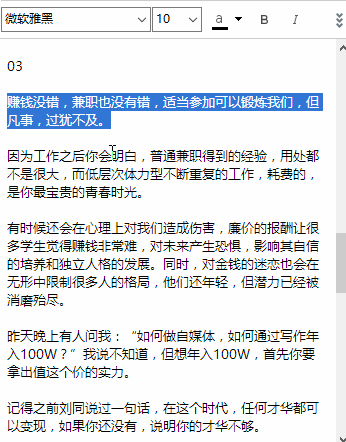 微软雅黑 10 a B I
03
赚钱没错，兼职也没有错，适当参加可以锻炼我们，但
凡事，过犹不及。
因为工作之后你会明白，普通兼职得到的经验，用处都
不是很大，而低层次体力型不断重复的工作，耗费的，
是你最宝贵的青春时光。
有时候还会在心理上对我们造成伤害，廉价的报酬让很
多学生觉得赚钱非常难，对未来产生恐惧，影响其自信
的培养和独立人格的发展。同时，对金钱的迷恋也会在
无形中限制很多人的格局，他们还年轻，但潜力已经被
消磨殆尽。
昨天晚上有人问我：“如何做自媒体，如何通过写作年
入100W？”我说不知道，但想年入100W，首先你要
拿出值这个价的实力。
记得之前刘同说过一句话，在这个时代，任何才华都可
以变现，如果你还没有，说明你的才华不够。